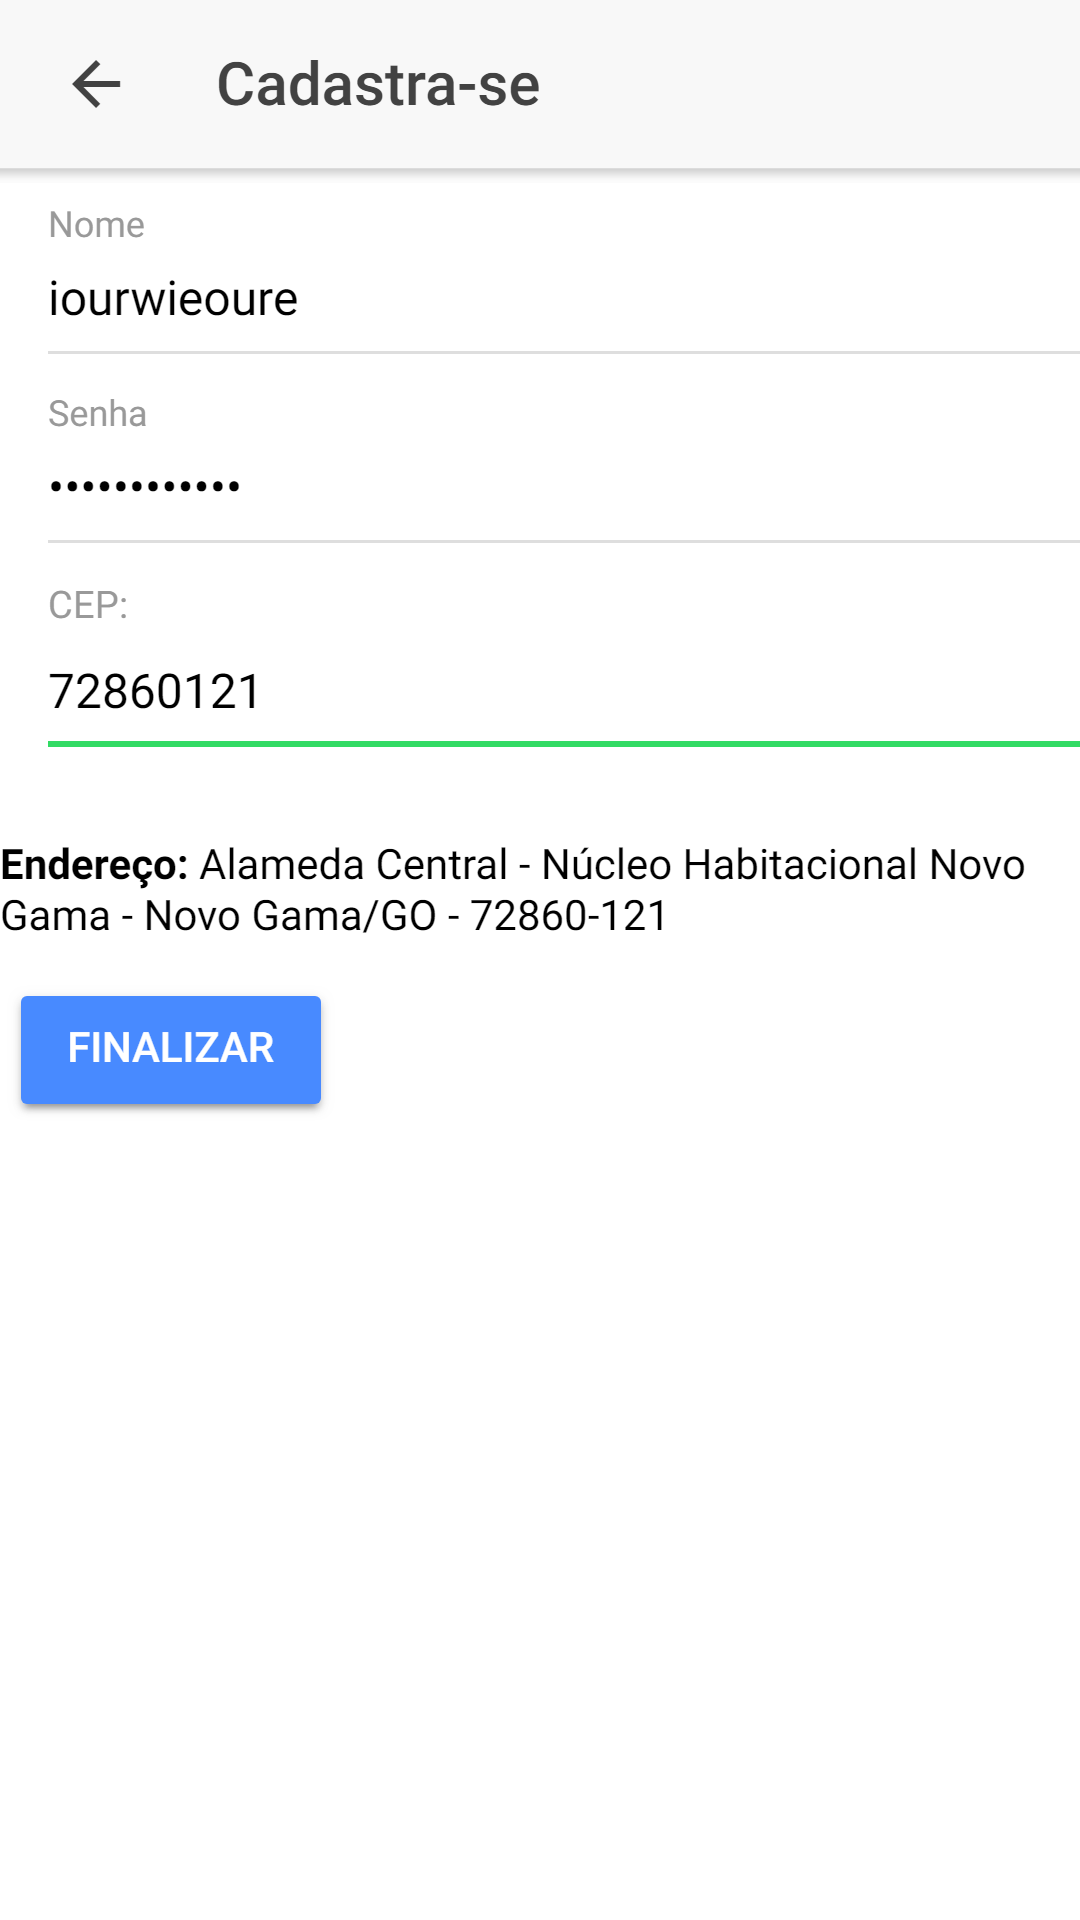 Cadastra-se
Nome
iourwieoure
Senha
••••••••••••
CEP:
72860121
Endereço: Alameda Central - Núcleo Habitacional Novo
Gama - Novo Gama/GO - 72860-121
FINALIZAR